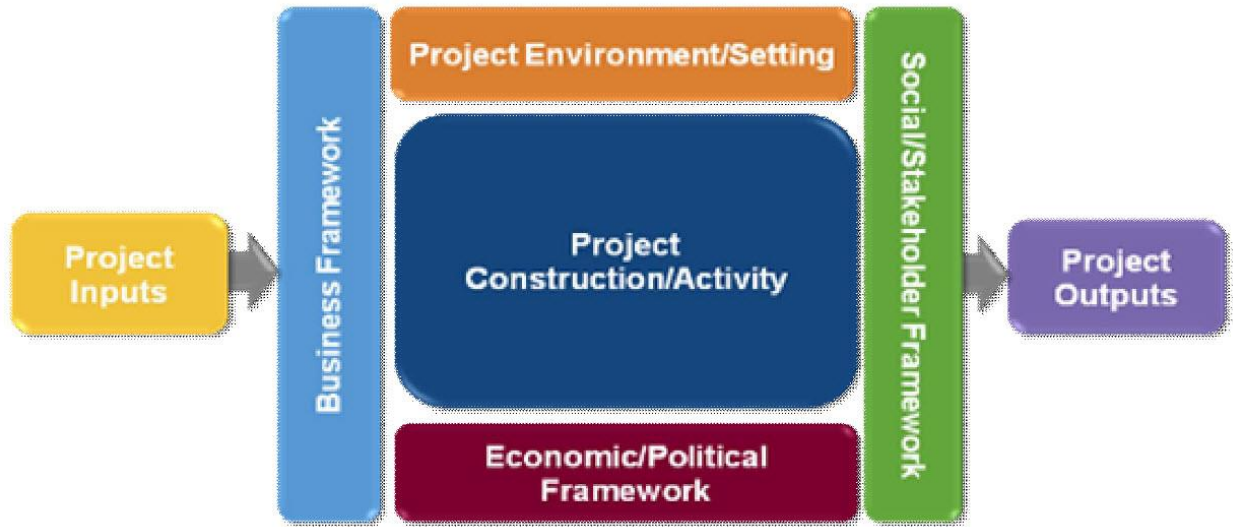 Project
Inputs
Business Framework
Project Environment/Setting
Project
Construction/Activity
Economic/Political
Framework
Social/Stakeholder Framework
Project
Outputs